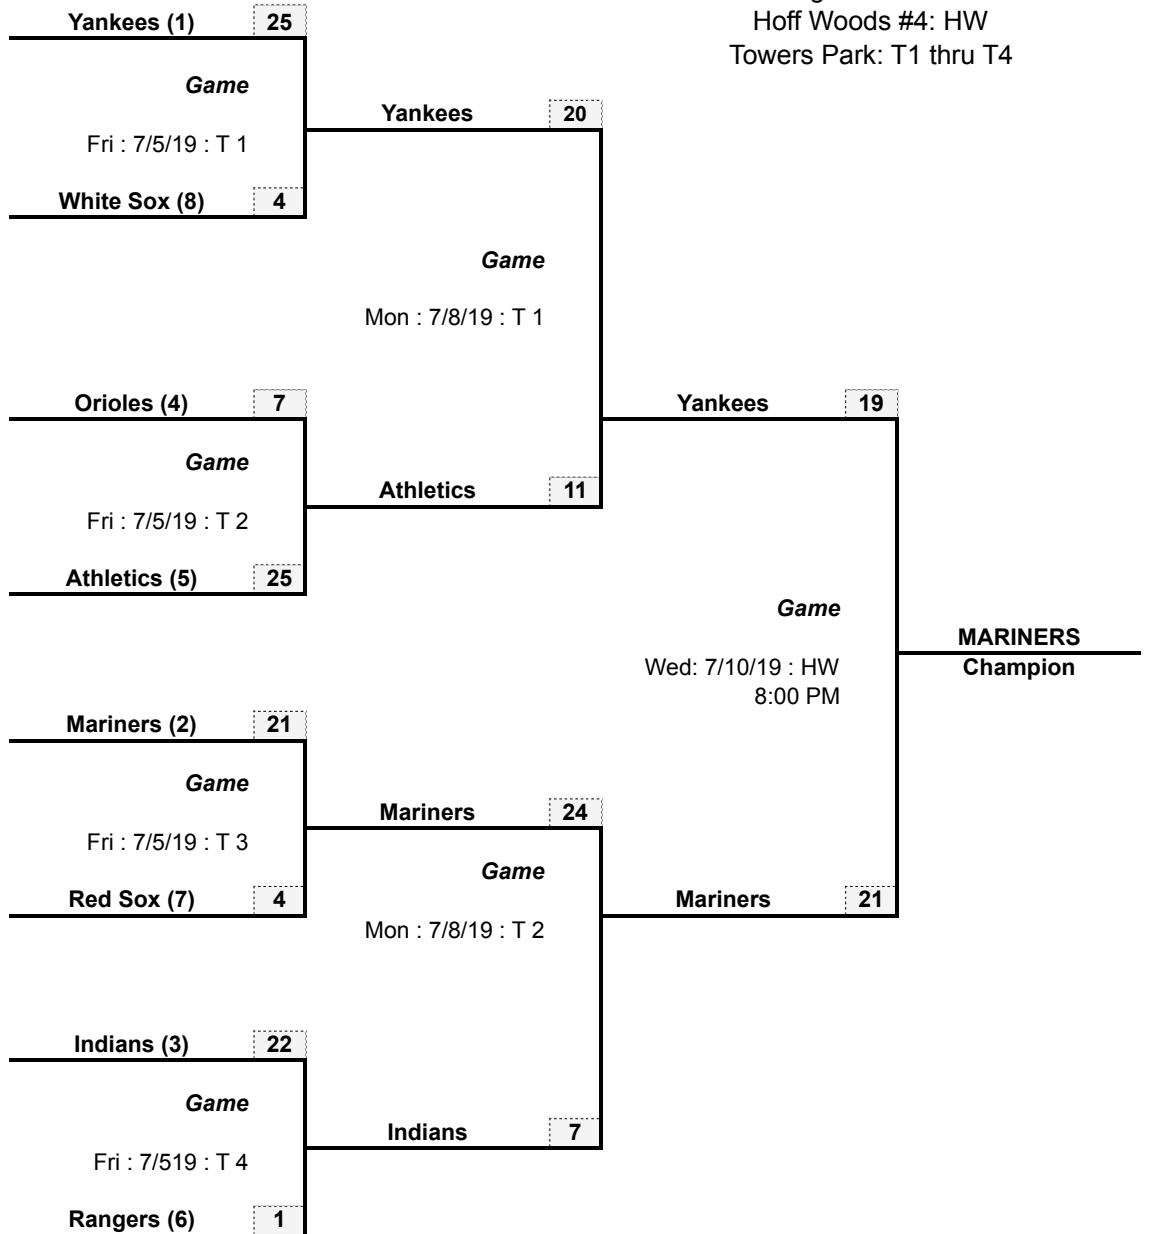 Hoff Woods #4: HW
Towers Park: T1 thru T4
Yankees (1) 25
Game
Fri : 7/5/19 : T 1
White Sox (8) 4
Yankees 20
Game
Mon : 7/8/19 : T 1
Orioles (4) 7
Game
Fri : 7/5/19 : T 2
Athletics (5) 25
Athletics 11
Yankees 19
Game
Wed: 7/10/19 : HW
8:00 PM
MARINERS
Champion
Mariners (2) 21
Game
Fri : 7/5/19 : T 3
Red Sox (7) 4
Mariners 24
Game
Mon : 7/8/19 : T 2
Mariners 21
Indians (3) 22
Game
Fri : 7/519 : T 4
Rangers (6) 1
Indians 7